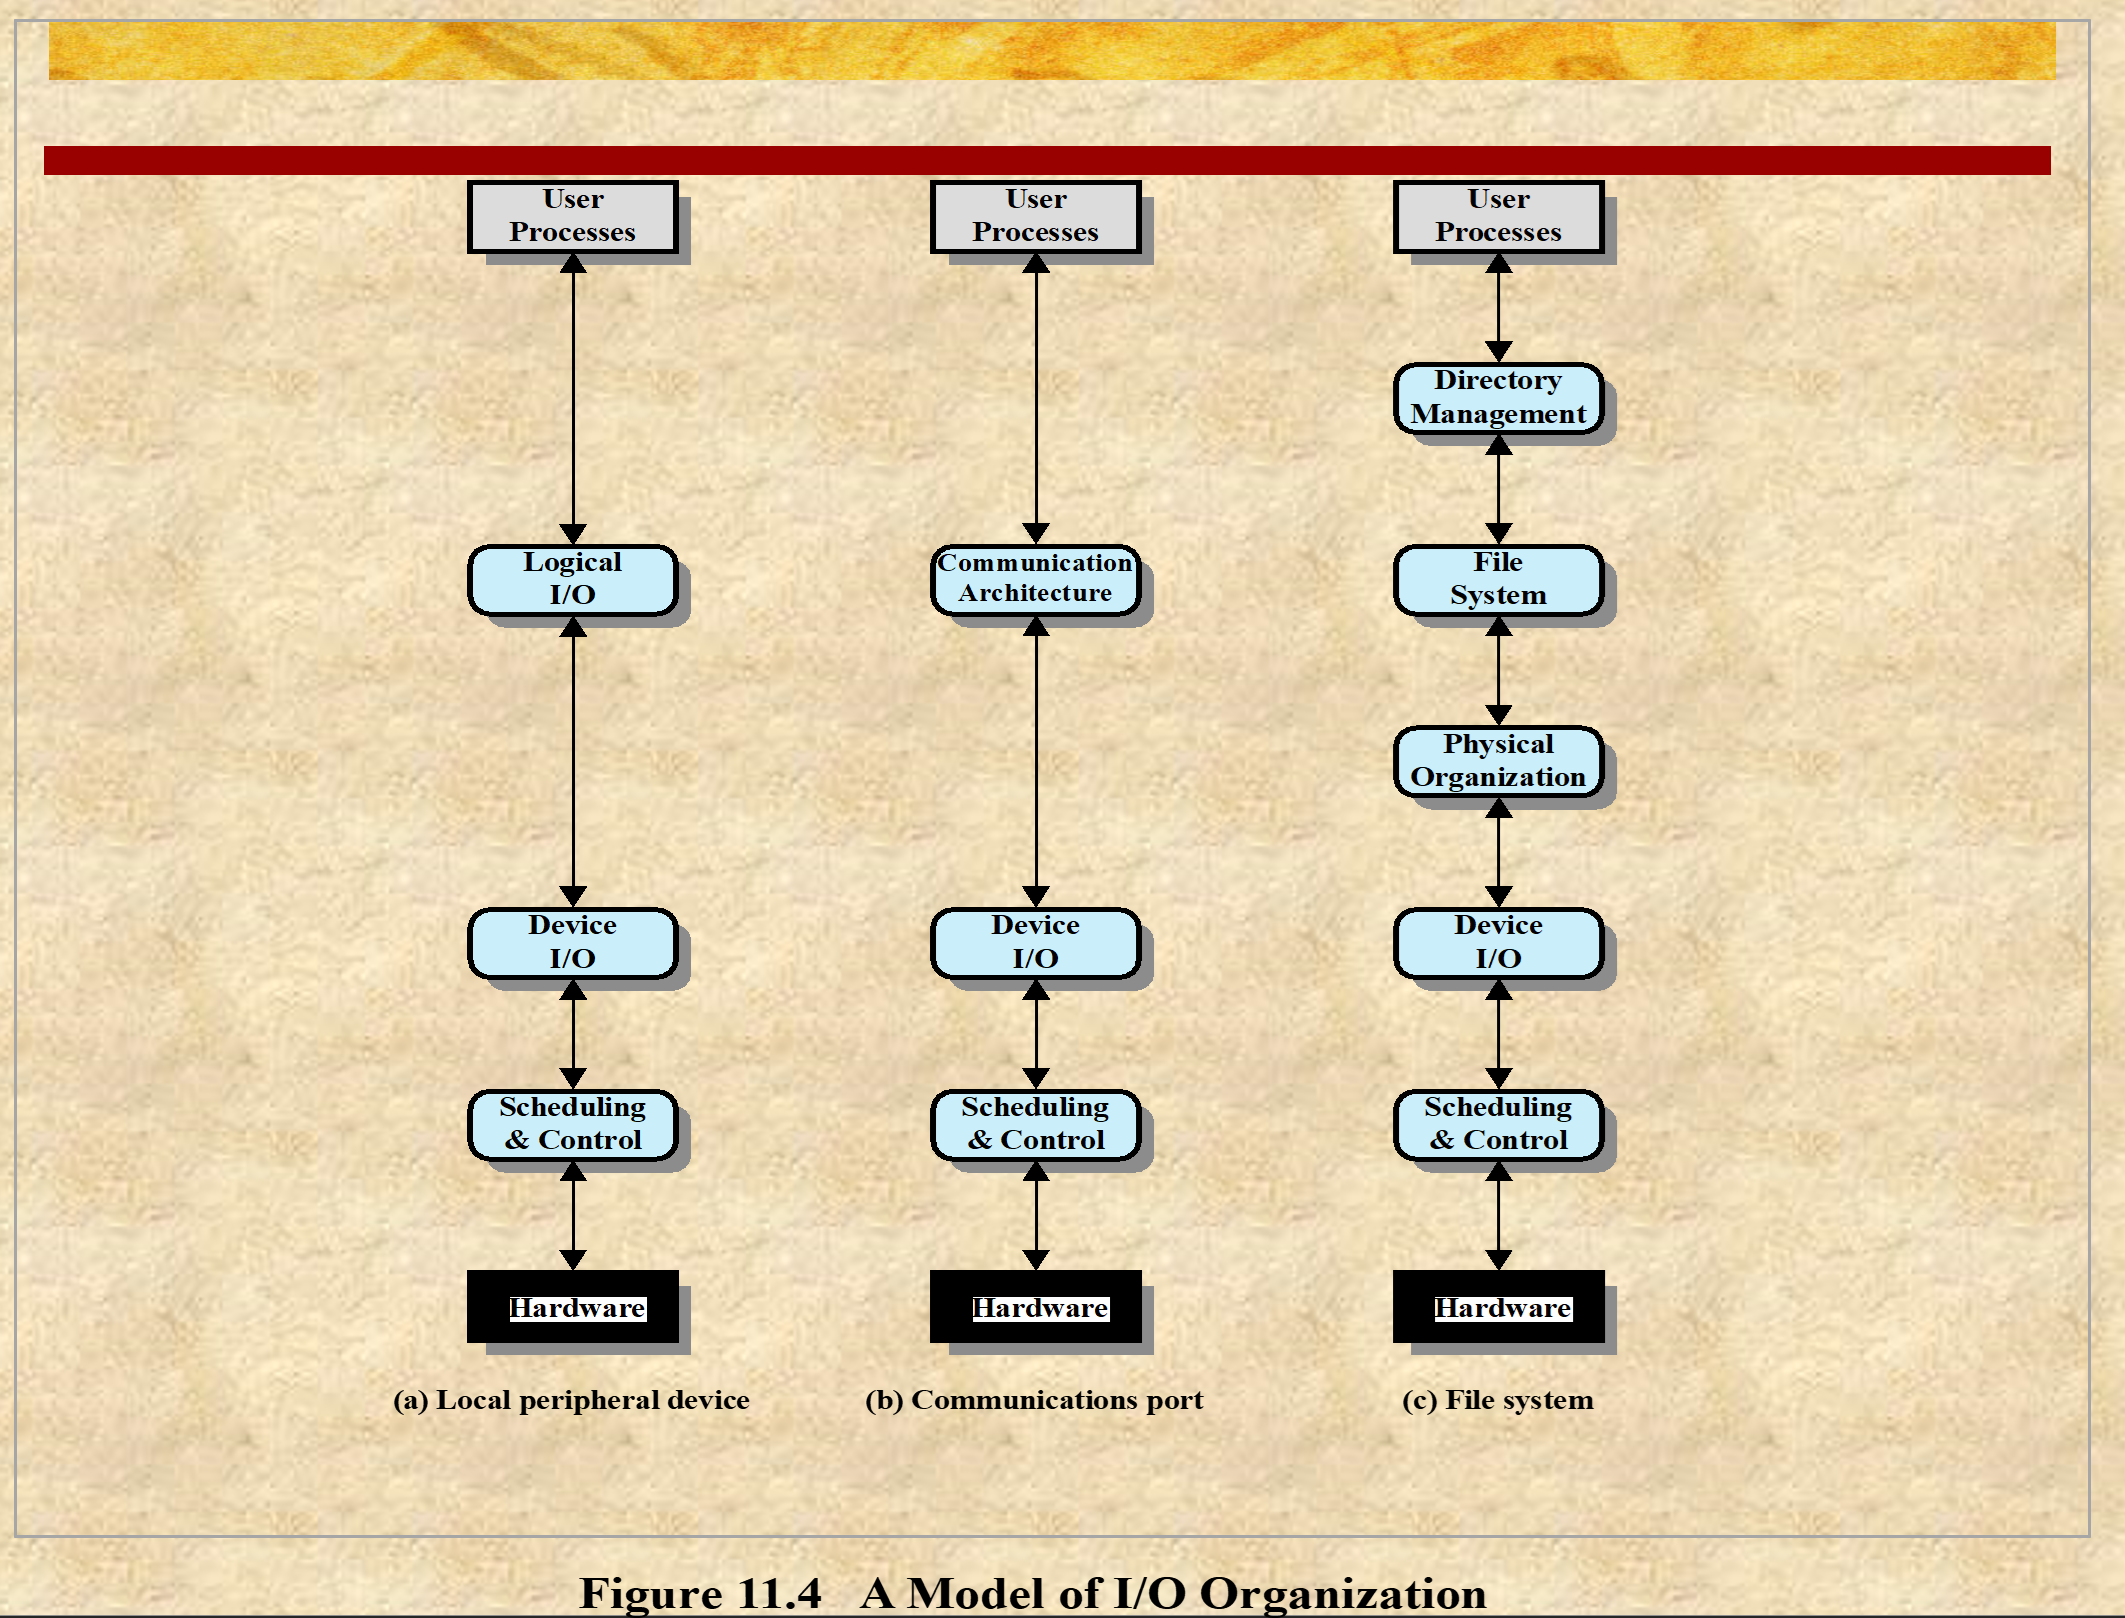 User
Processes
User
Processes
User
Processes
Directory
Management
Logical
I/O
Communication
Architecture
File
System
Physical
Organization
Device
I/O
Device
I/O
Device
I/O
Scheduling
& Control
Scheduling
& Control
Scheduling
& Control
Hardware
Hardware
Hardware
(a) Local peripheral device
(b) Communications port
(c) File system
Figure 11.4 A Model of I/O Organization